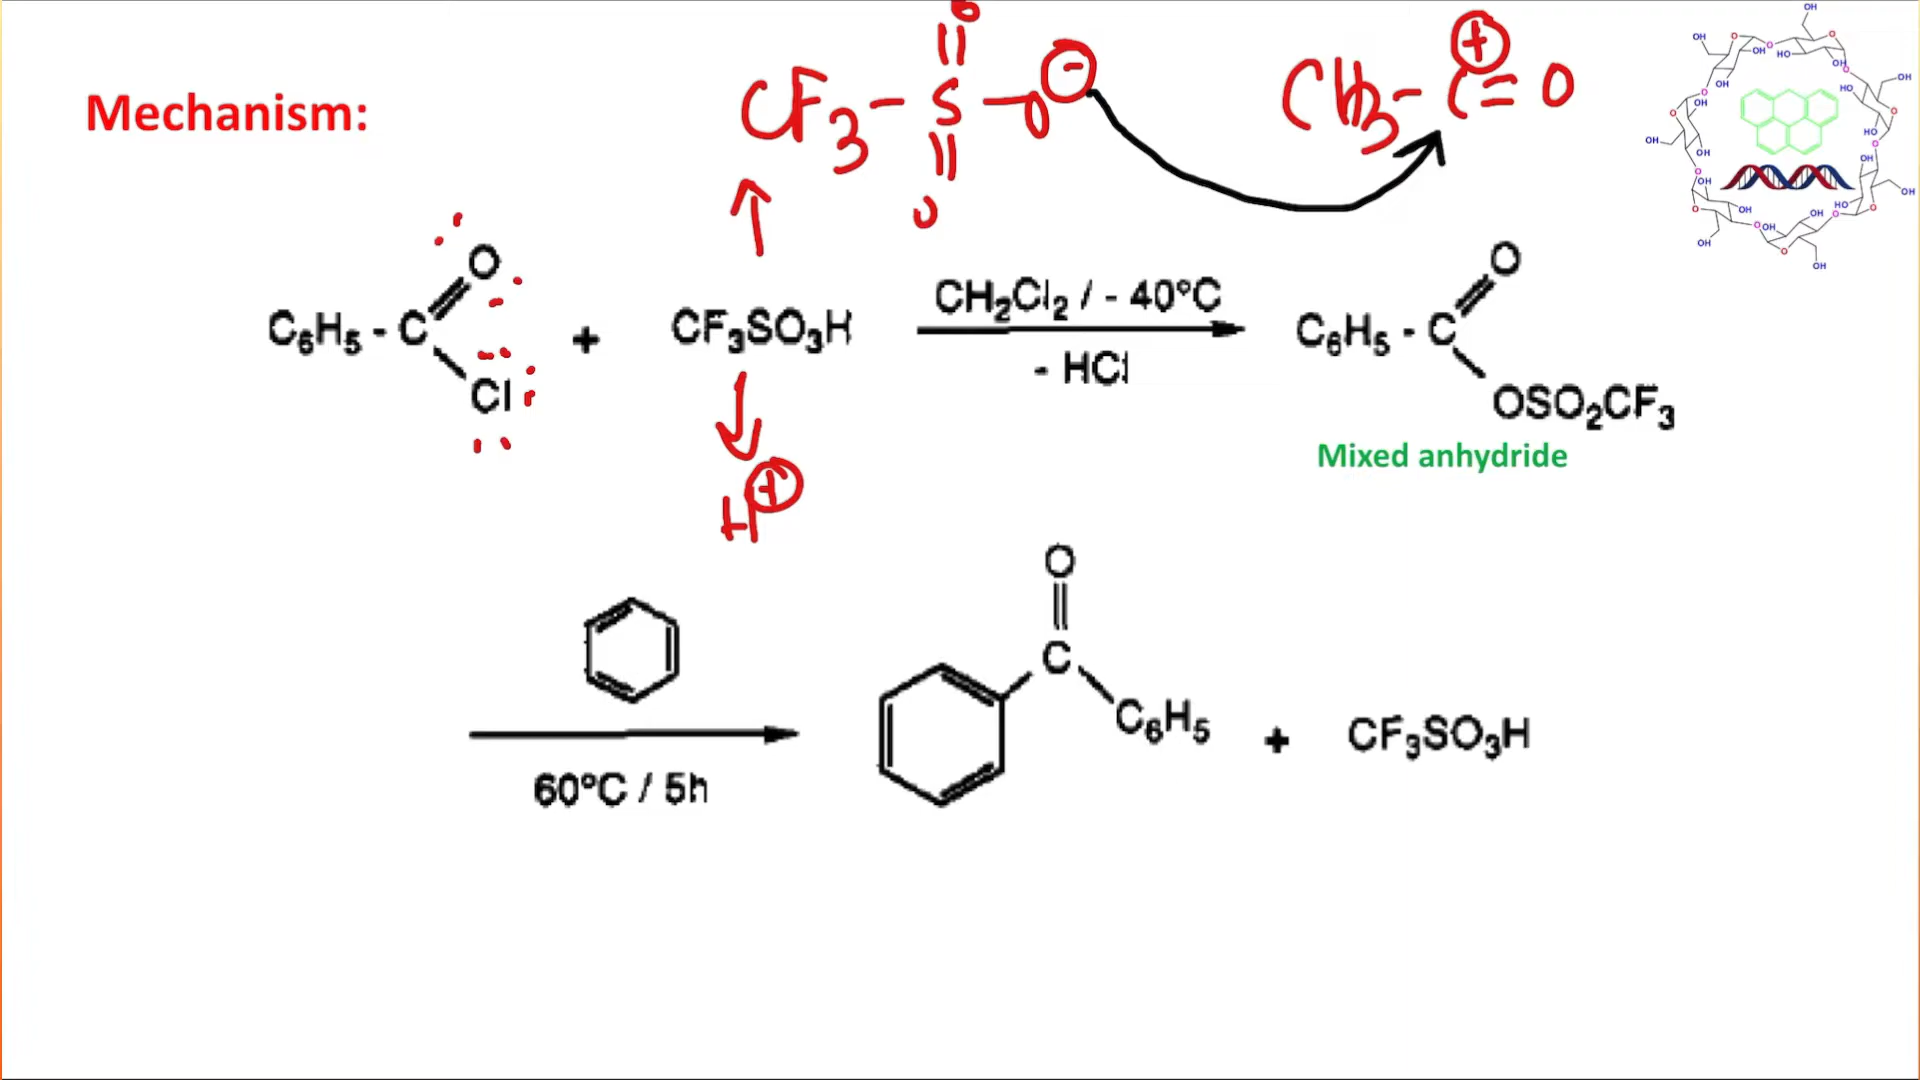 Mechanism:
O
CF3 - S - O ⊖
O
CH3 - C ⊕ = O
C₆H₅ - C
O
Cl
+
CF₃SO₃H
H ⊕
CH₂Cl₂ / - 40°C
- HCl
C₆H₅ - C
O
OSO₂CF₃
Mixed anhydride
60°C / 5h
O
C
C₆H₅
+
CF₃SO₃H